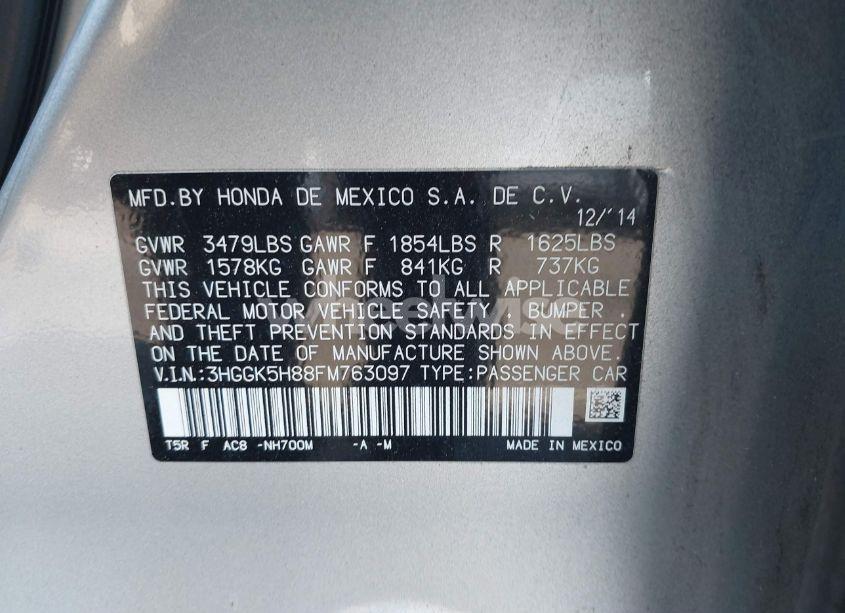 MFD.BY HONDA DE MEXICO S.A. DE C.V.
12/'14
GVWR 3479LBS GAWR F 1854LBS R 1625LBS
GVWR 1578KG GAWR F 841KG R 737KG
THIS VEHICLE CONFORMS TO ALL APPLICABLE
FEDERAL MOTOR VEHICLE SAFETY , BUMPER ,
AND THEFT PREVENTION STANDARDS IN EFFECT
ON THE DATE OF MANUFACTURE SHOWN ABOVE.
V.I.N.:3HGGK5H88FM763097 TYPE:PASSENGER CAR
T5R F AC8 -NH700M -A -M MADE IN MEXICO